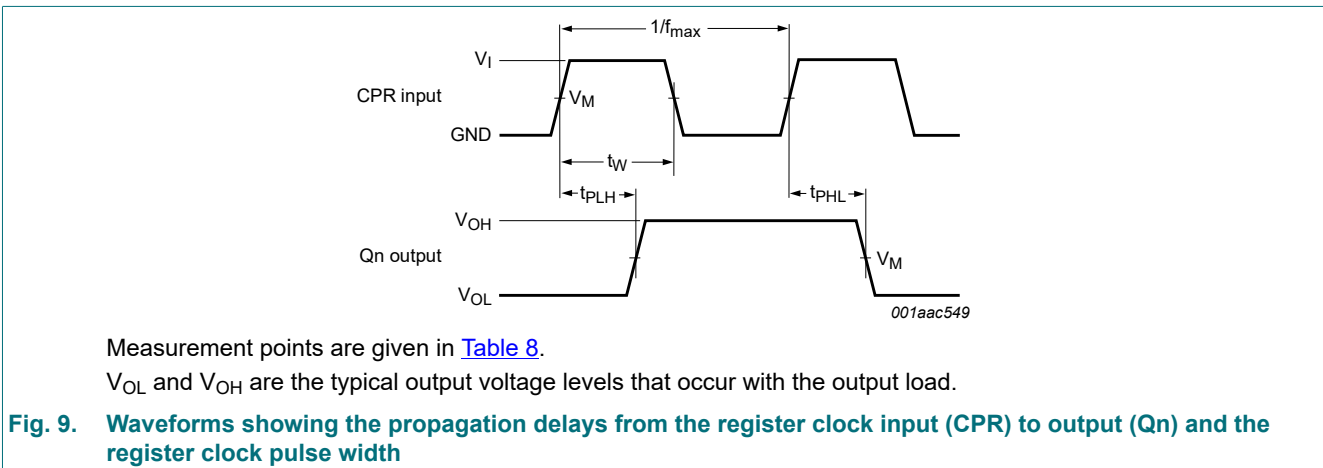 1/fmax
VI
CPR input
VM
GND
tW
tPLH
tPHL
VOH
Qn output
VM
VOL
001aac549
Measurement points are given in Table 8.
VOL and VOH are the typical output voltage levels that occur with the output load.
Fig. 9. Waveforms showing the propagation delays from the register clock input (CPR) to output (Qn) and the
register clock pulse width